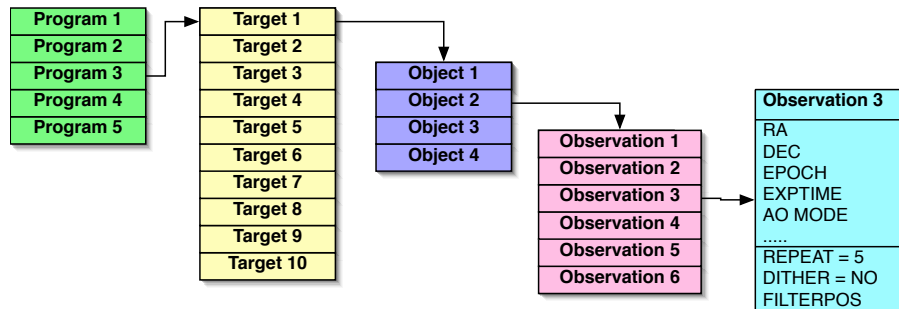 Program 1
Program 2
Program 3
Program 4
Program 5
Target 1
Target 2
Target 3
Target 4
Target 5
Target 6
Target 7
Target 8
Target 9
Target 10
Object 1
Object 2
Object 3
Object 4
Observation 1
Observation 2
Observation 3
Observation 4
Observation 5
Observation 6
Observation 3
RA
DEC
EPOCH
EXPTIME
AO MODE
.....
REPEAT = 5
DITHER = NO
FILTERPOS